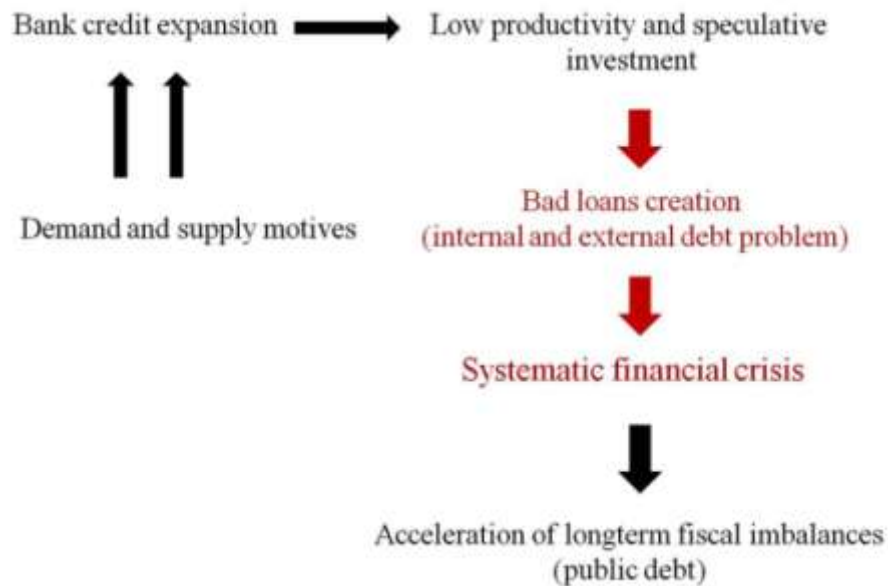 Bank credit expansion
Low productivity and speculative
investment
Demand and supply motives
Bad loans creation
(internal and external debt problem)
Systematic financial crisis
Acceleration of longterm fiscal imbalances
(public debt)